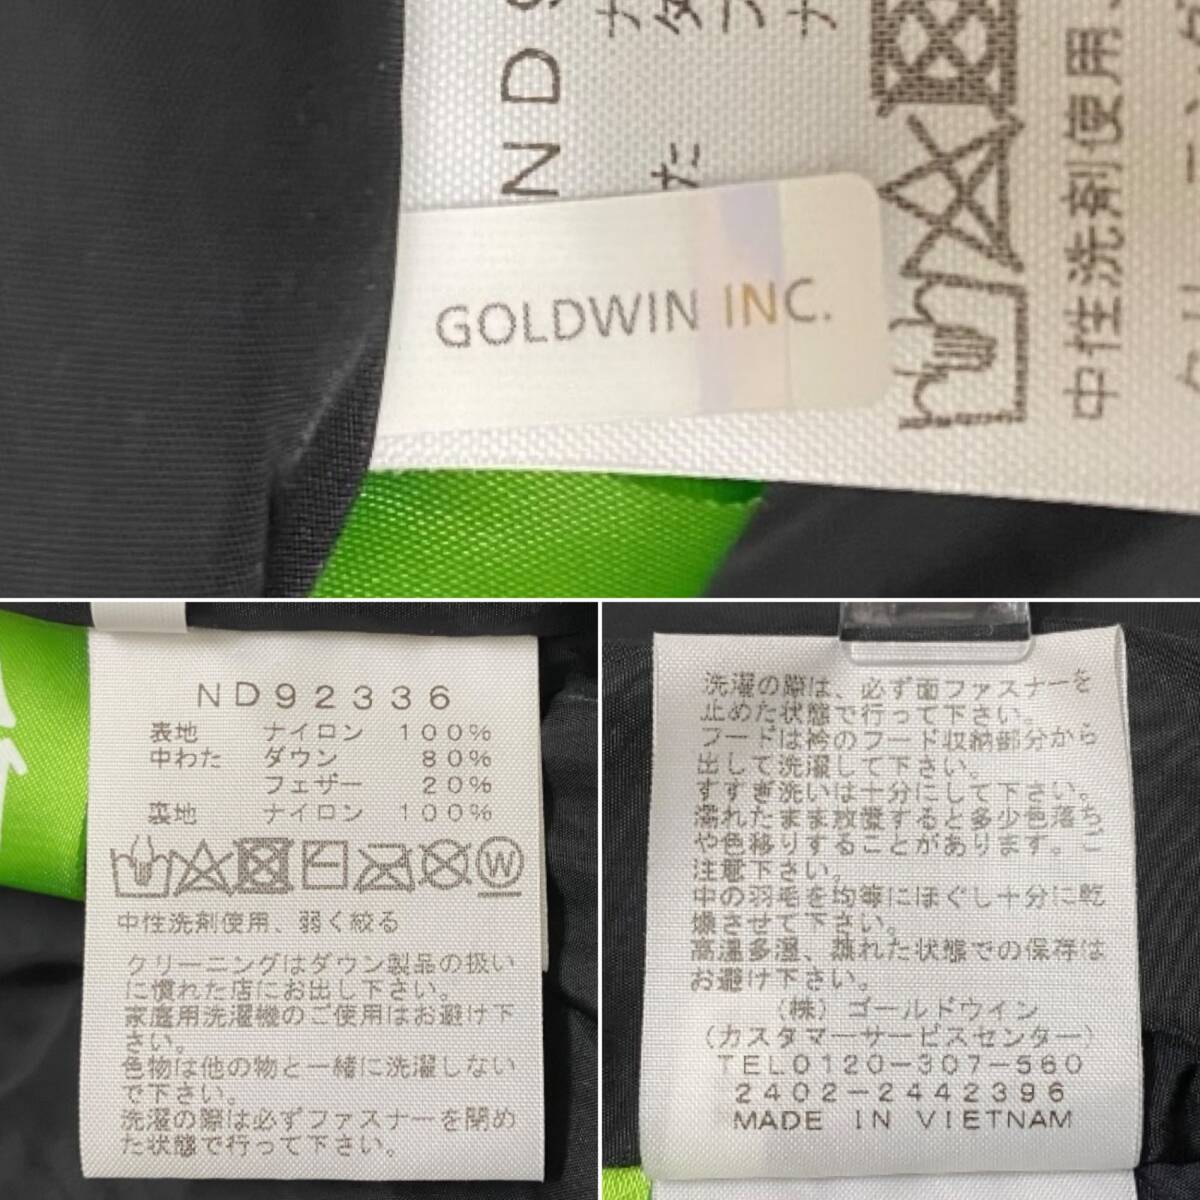 NDS
GOLDWIN INC.
中性洗剤使用、
ND92336
表地 ナイロン 100%
中わた ダウン 80%
フェザー 20%
裏地 ナイロン 100%
W
中性洗剤使用、弱く絞る
クリーニングはダウン製品の扱い
に慣れた店にお出し下さい。
家庭用洗濯機のご使用はお避け下
さい。
色物は他の物と一緒に洗濯しない
で下さい。
洗濯の際は必ずファスナーを閉め
た状態で行って下さい。
洗濯の際は、必ず面ファスナーを
止めた状態で行って下さい。
フードは衿のフード収納部分から
出して洗濯して下さい。
すすぎ洗いは十分にして下さい。
濡れたまま放置すると多少色落ち
や色移りすることがあります。ご
注意下さい。
中の羽毛を均等にほぐし十分に乾
燥させて下さい。
高温多湿、蒸れた状態での保存は
お避け下さい。
(株)ゴールドウイン
(カスタマーサービスセンター)
TEL0120-307-560
2402-2442396
MADE IN VIETNAM